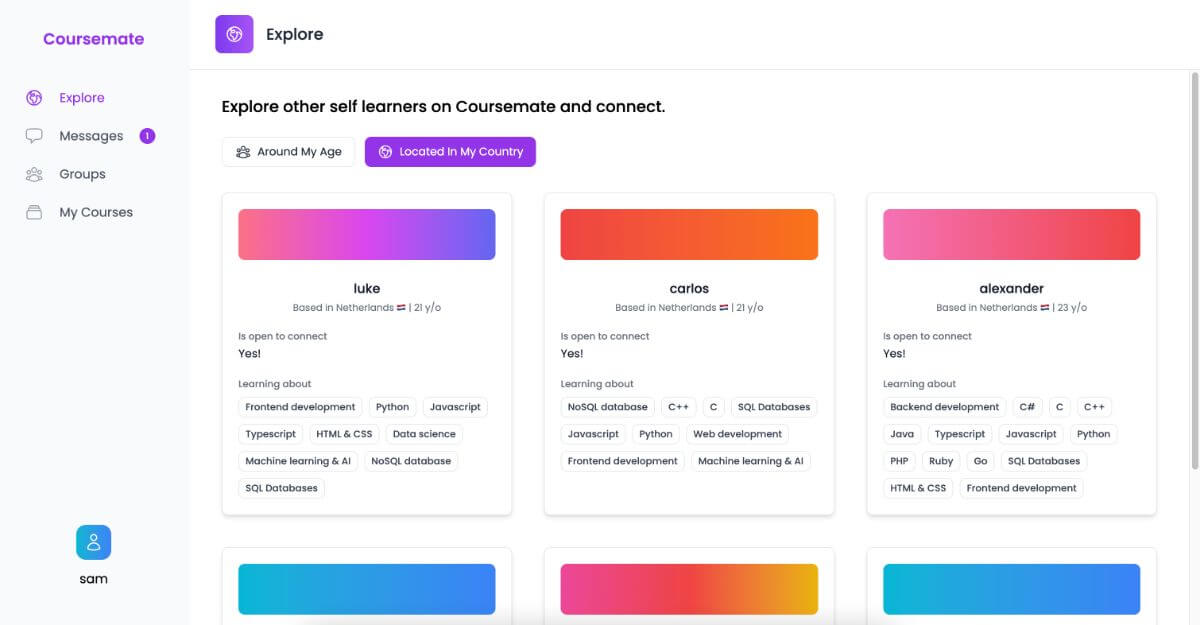 Coursemate
Explore
Messages 1
Groups
My Courses
sam
Explore
Explore other self learners on Coursemate and connect.
Around My Age Located In My Country
luke
Based in Netherlands 🇳🇱 | 21 y/o
Is open to connect
Yes!
Learning about
Frontend development Python Javascript
Typescript HTML & CSS Data science
Machine learning & AI NoSQL database
SQL Databases
carlos
Based in Netherlands 🇳🇱 | 21 y/o
Is open to connect
Yes!
Learning about
NoSQL database C++ C SQL Databases
Javascript Python Web development
Frontend development Machine learning & AI
alexander
Based in Netherlands 🇳🇱 | 23 y/o
Is open to connect
Yes!
Learning about
Backend development C# C C++
Java Typescript Javascript Python
PHP Ruby Go SQL Databases
HTML & CSS Frontend development